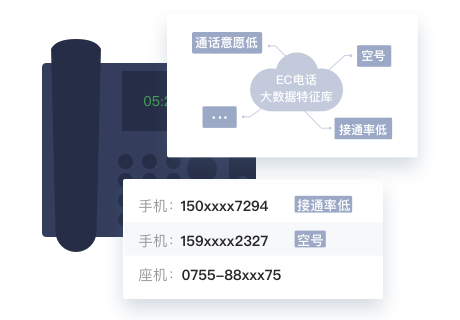 通话意愿低
空号
EC电话
大数据特征库
...
接通率低
05:2
手机: 150xxxx7294 接通率低
手机: 159xxxx2327 空号
座机: 0755-88xxx75